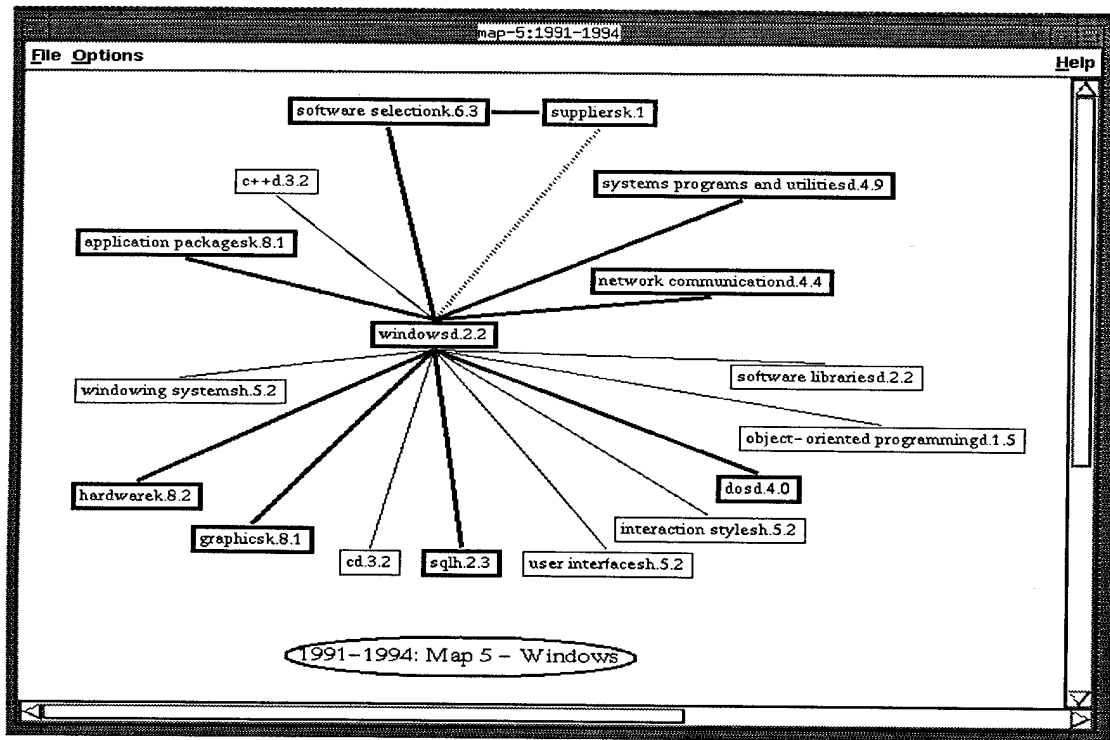 map-5:1991-1994
File Options
Help
software selectionk.6.3
suppliersk.1
c++d.3.2
systems programs and utilitiesd.4.9
application packagesk.8.1
network communicationd.4.4
windowsd.2.2
windowing systemsh.5.2
software librariesd.2.2
object-oriented programmingd.1.5
hardwarek.8.2
dosd.4.0
graphicsk.8.1
interaction stylesh.5.2
cd.3.2
sqlh.2.3
user interfacesh.5.2
1991-1994: Map 5 - Windows